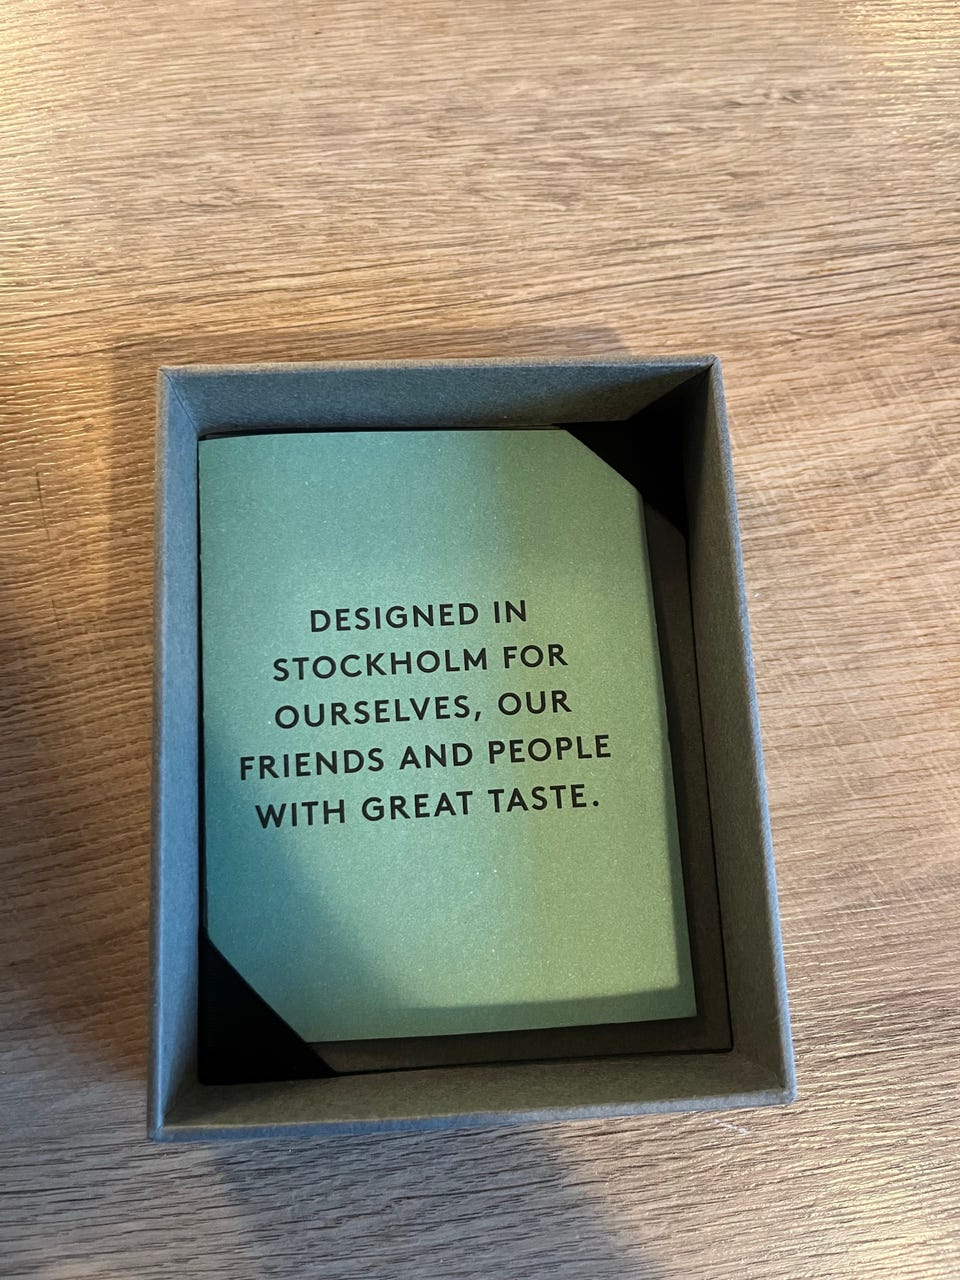 DESIGNED IN
STOCKHOLM FOR
OURSELVES, OUR
FRIENDS AND PEOPLE
WITH GREAT TASTE.